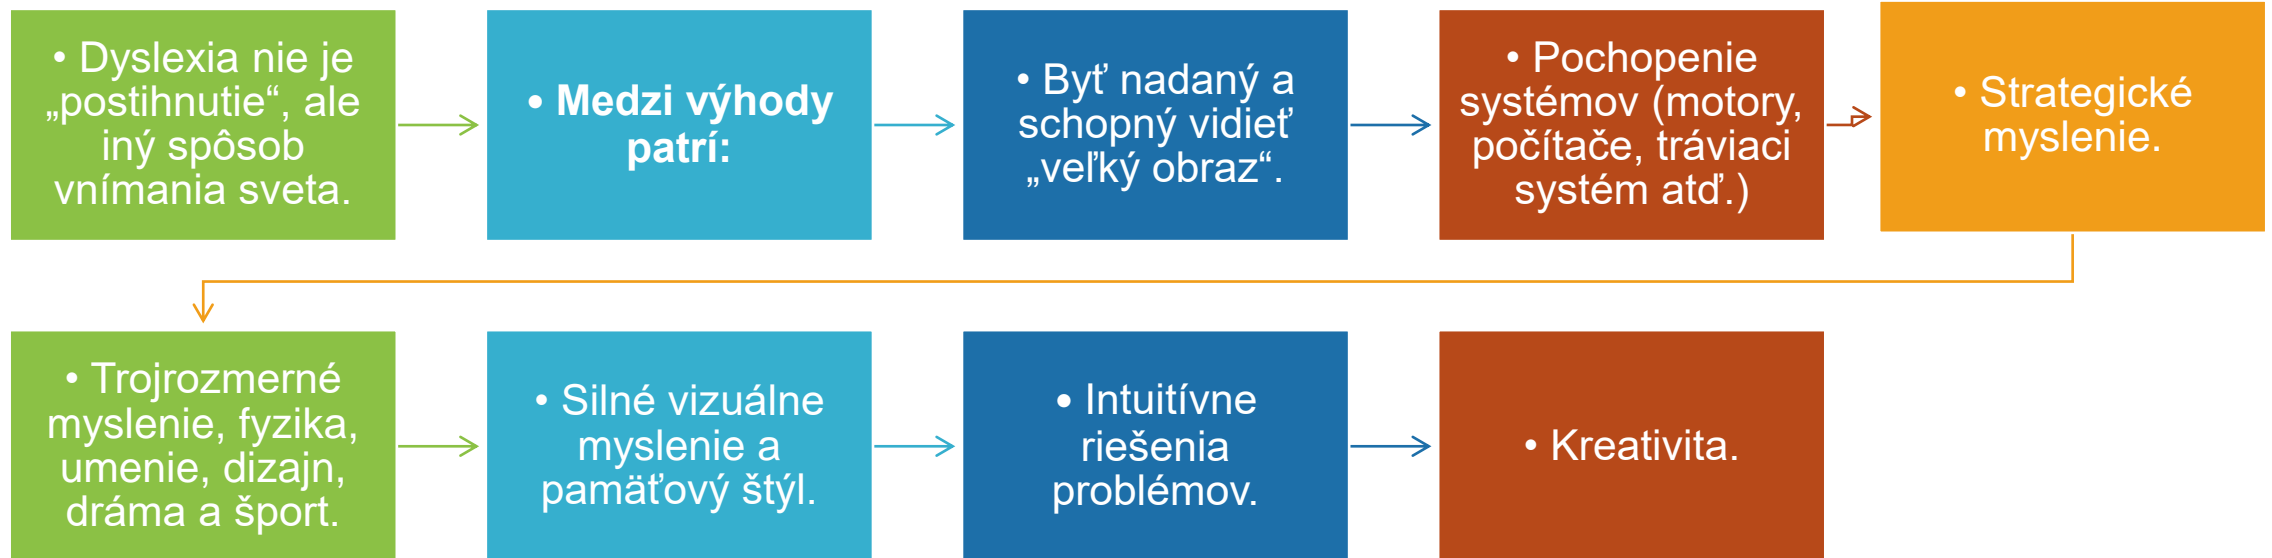 • Dyslexia nie je
„postihnutie“, ale
iný spôsob
vnímania sveta.
• Medzi výhody
patrí:
• Byť nadaný a
schopný vidieť
„veľký obraz“.
• Pochopenie
systémov (motory,
počítače, tráviaci
systém atď.)
• Strategické
myslenie.
• Trojrozmerné
myslenie, fyzika,
umenie, dizajn,
dráma a šport.
• Silné vizuálne
myslenie a
pamäťový štýl.
• Intuitívne
riešenia
problémov.
• Kreativita.